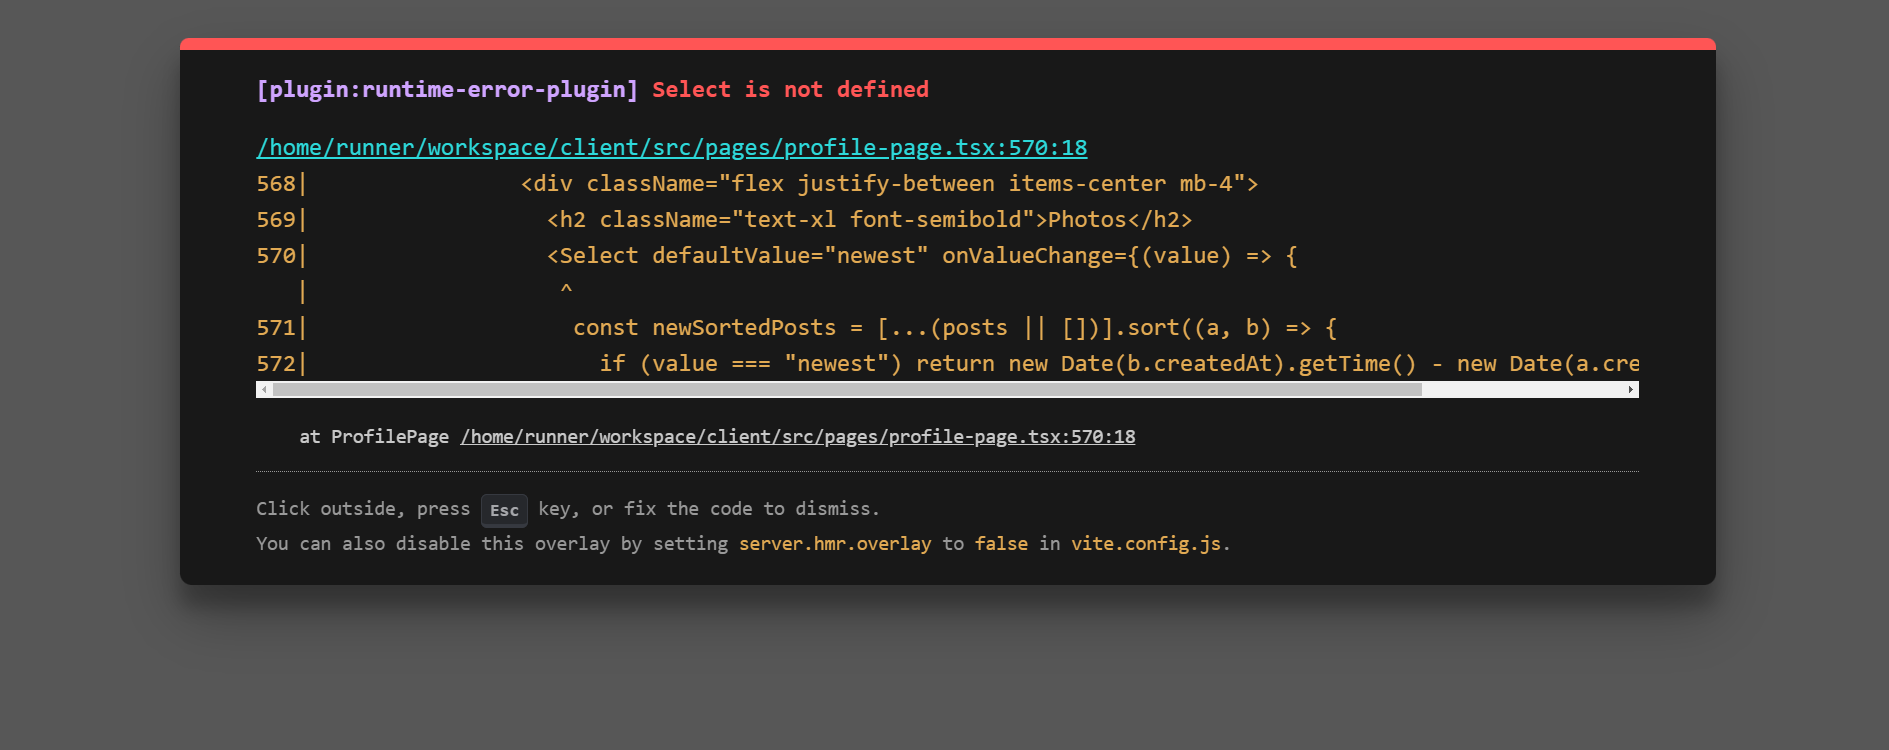 [plugin:runtime-error-plugin] Select is not defined
/home/runner/workspace/client/src/pages/profile-page.tsx:570:18
568|                <div className="flex justify-between items-center mb-4">
569|                  <h2 className="text-xl font-semibold">Photos</h2>
570|                  <Select defaultValue="newest" onValueChange={(value) => {
   |                   ^
571|                    const newSortedPosts = [...(posts || [])].sort((a, b) => {
572|                      if (value === "newest") return new Date(b.createdAt).getTime() - new Date(a.cre
at ProfilePage /home/runner/workspace/client/src/pages/profile-page.tsx:570:18
Click outside, press Esc key, or fix the code to dismiss.
You can also disable this overlay by setting server.hmr.overlay to false in vite.config.js.